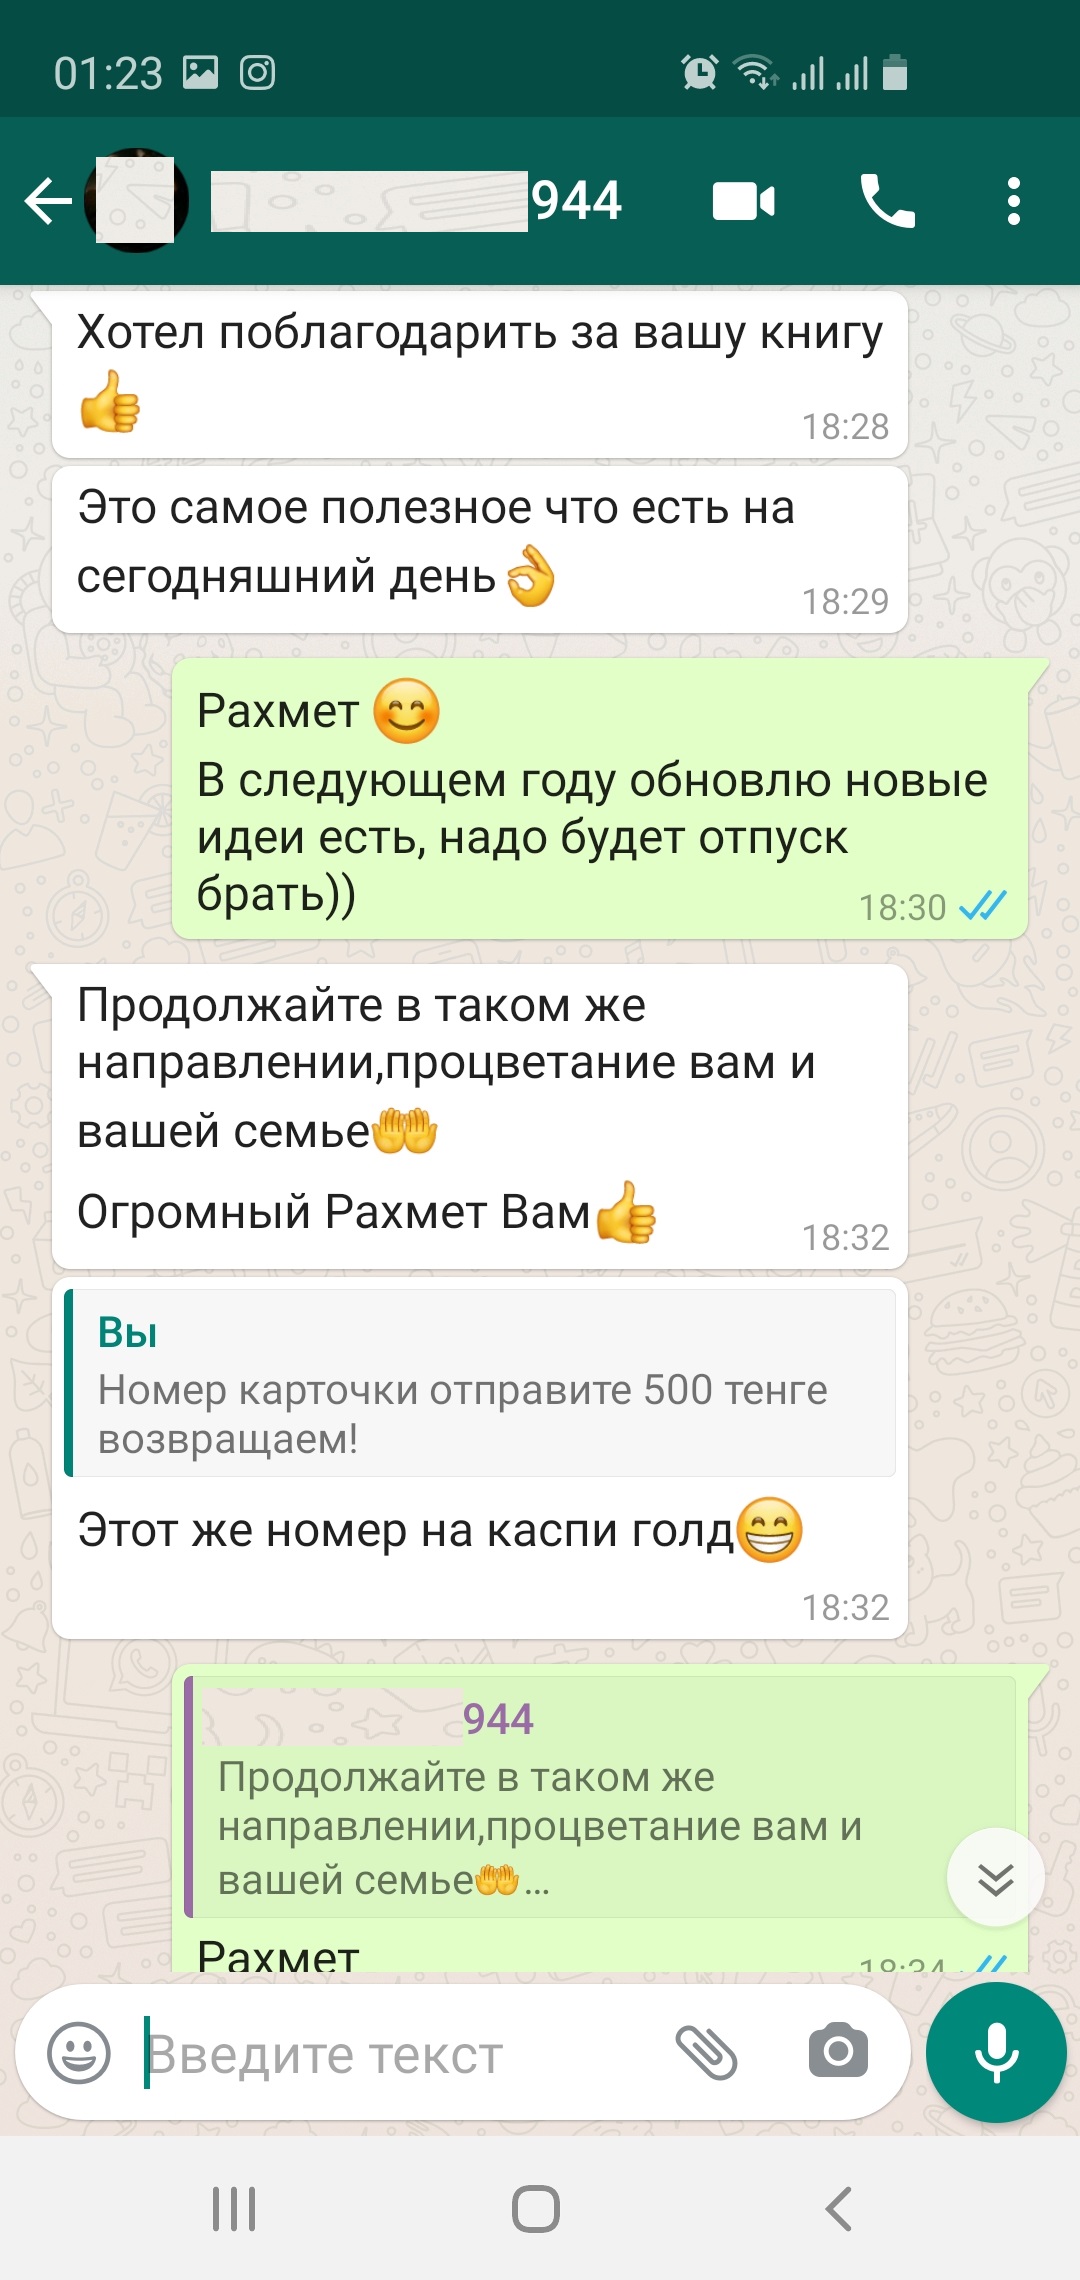 01:23
944
Хотел поблагодарить за вашу книгу
👍
18:28
Это самое полезное что есть на
сегодняшний день👌
18:29
Рахмет 😊
В следующем году обновлю новые
идеи есть, надо будет отпуск
брать))
18:30
Продолжайте в таком же
направлении,процветание вам и
вашей семье🤲
Огромный Рахмет Вам👍
18:32
Вы
Номер карточки отправите 500 тенге
возвращаем!
Этот же номер на каспи голд😁
18:32
944
Продолжайте в таком же
направлении,процветание вам и
вашей семье🤲...
Рахмет
18:34
Введите текст